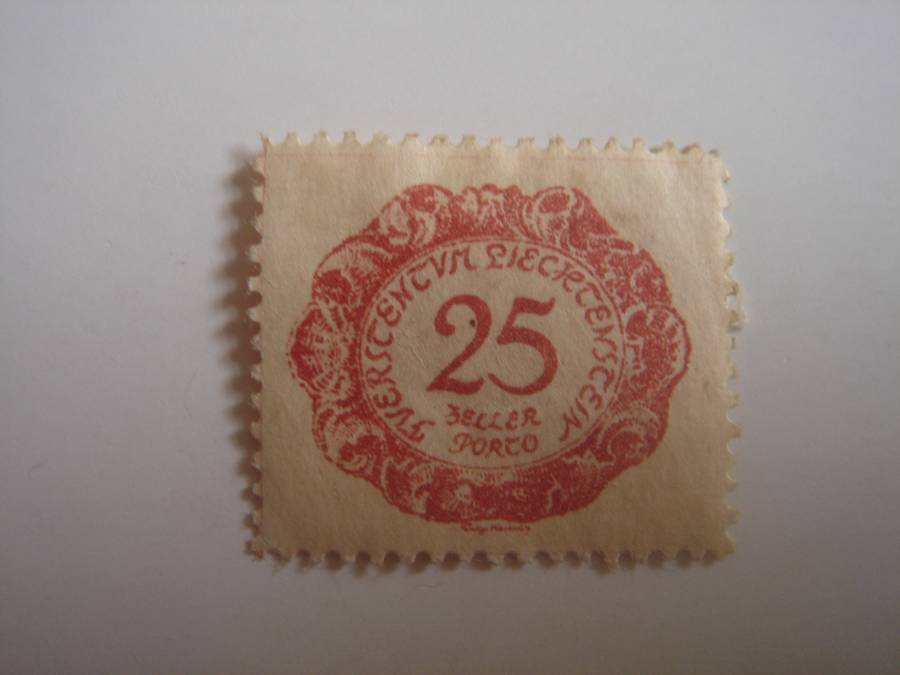 FVERSTENTVM LIECHTENSTEIN
25
HELLER
PORTO